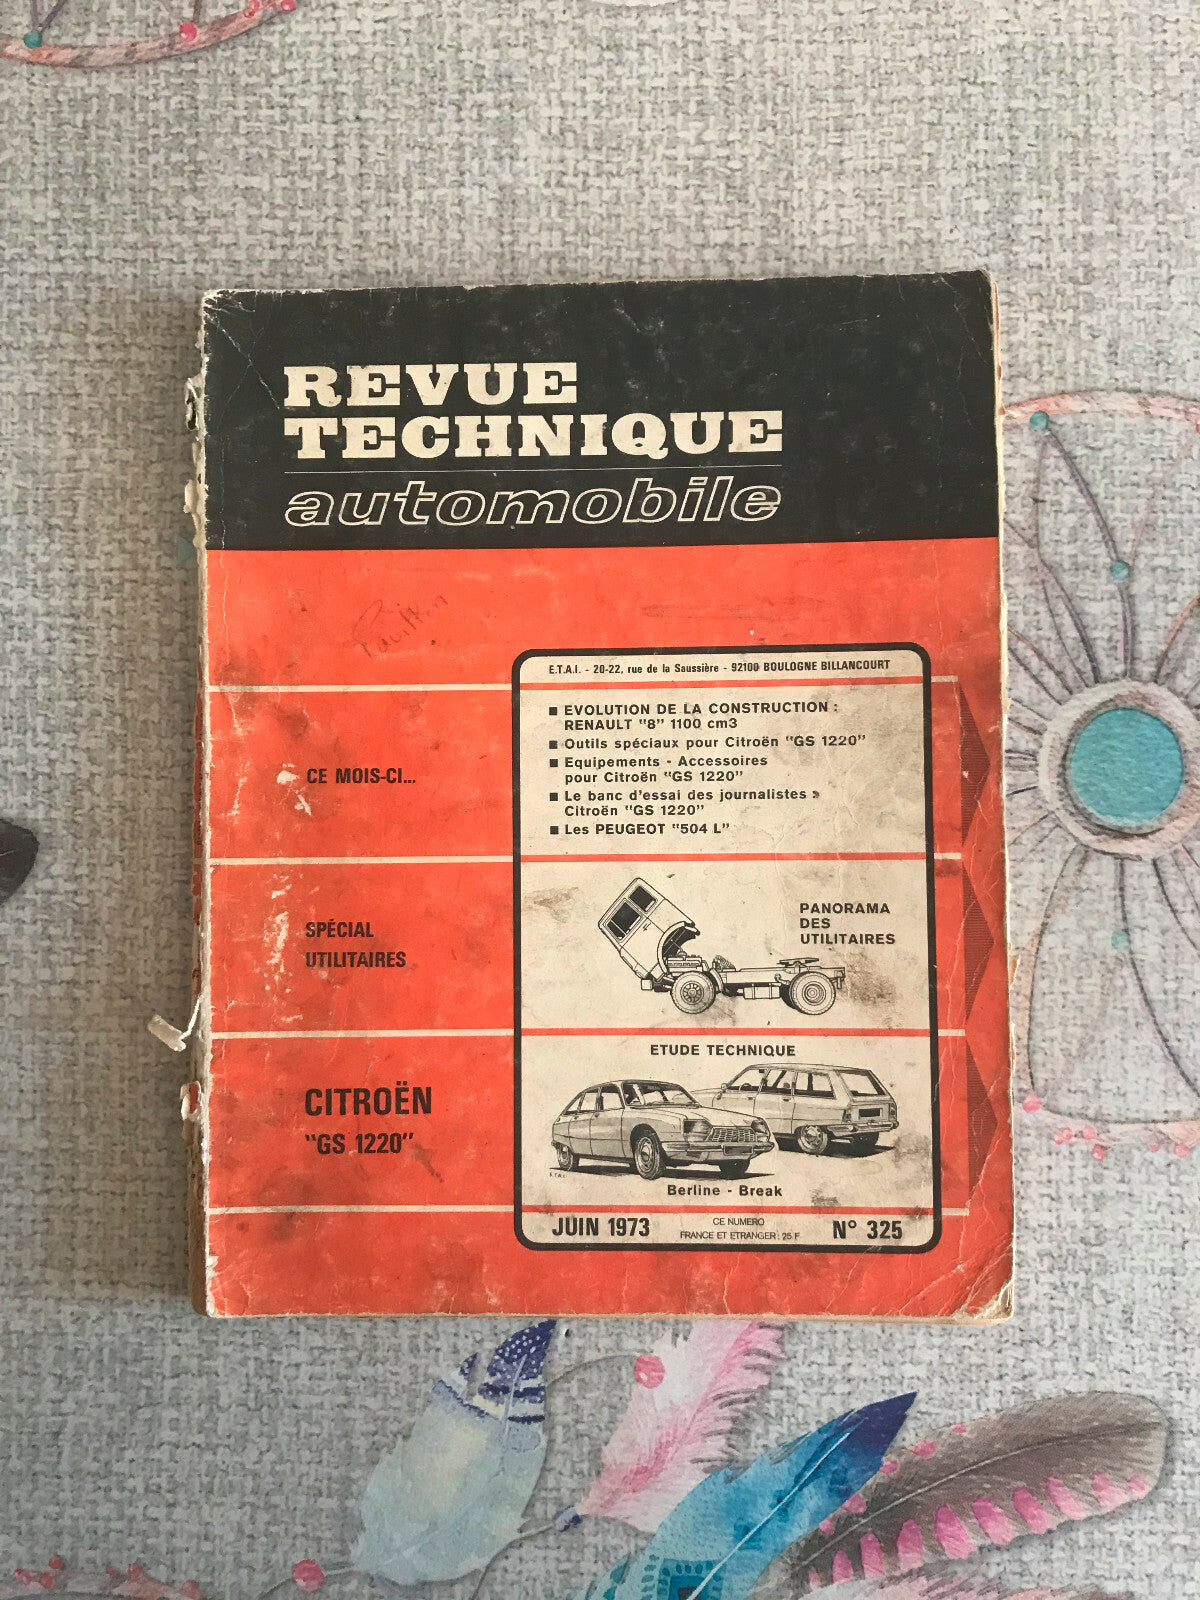 REVUE
TECHNIQUE
automobile
E.T.A.I. - 20-22, rue de la Saussière - 92100 BOULOGNE BILLANCOURT
CE MOIS-CI...
■ EVOLUTION DE LA CONSTRUCTION :
RENAULT "8" 1100 cm3
■ Outils spéciaux pour Citroën "GS 1220"
■ Equipements - Accessoires
pour Citroën "GS 1220"
■ Le banc d'essai des journalistes :
Citroën "GS 1220"
■ Les PEUGEOT "504 L"
SPÉCIAL
UTILITAIRES
PANORAMA
DES
UTILITAIRES
CITROËN
"GS 1220"
ETUDE TECHNIQUE
E.T.A.I
Berline - Break
JUIN 1973
CE NUMERO
FRANCE ET ETRANGER : 25 F
N° 325